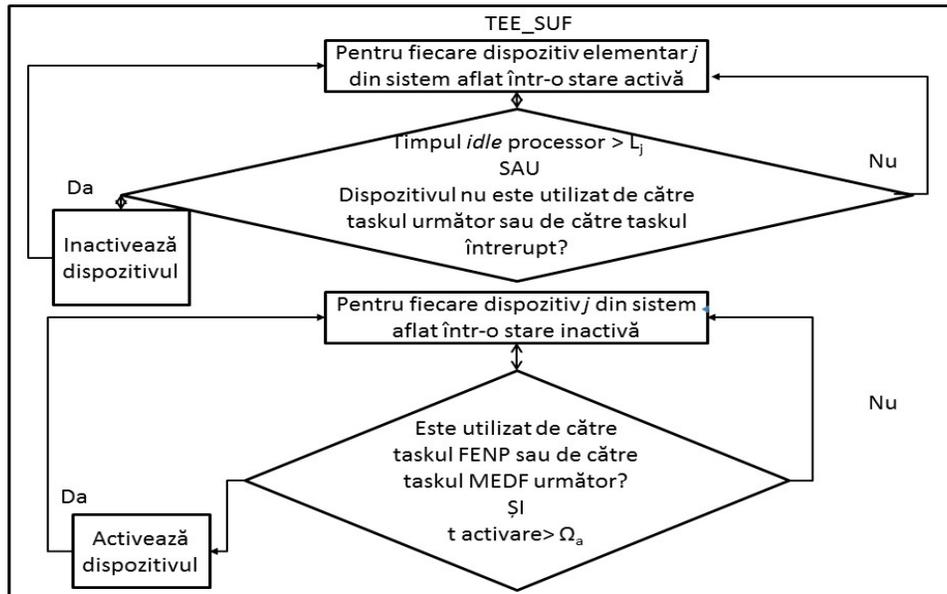 TEE_SUF
Pentru fiecare dispozitiv elementar j
din sistem aflat într-o stare activă
Timpul idle processor > Lj
SAU
Dispozitivul nu este utilizat de către
taskul următor sau de către taskul
întrerupt?
Da
Nu
Inactivează
dispozitivul
Pentru fiecare dispozitiv j din sistem
aflat într-o stare inactivă
Este utilizat de către
taskul FENP sau de către
taskul MEDF următor?
ȘI
t activare> Ωa
Nu
Da
Activează
dispozitivul